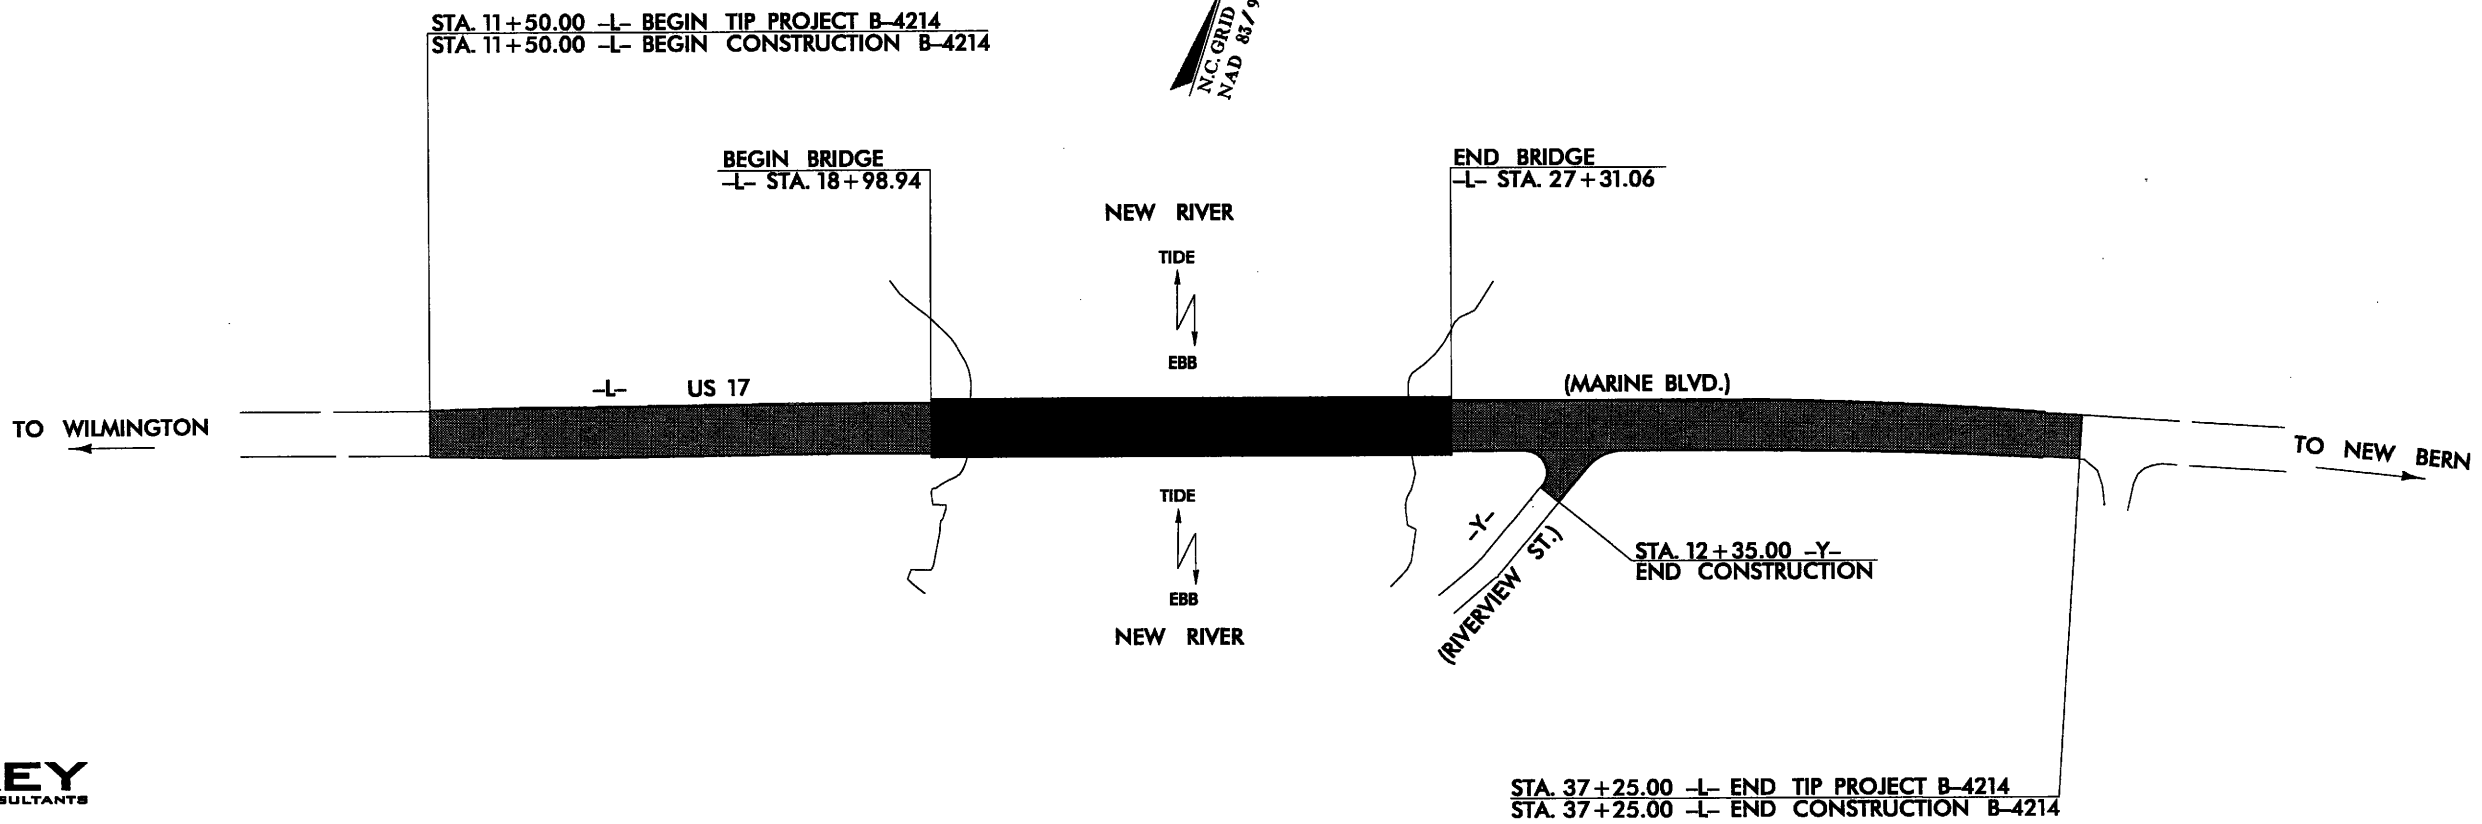 STA. 11+50.00 -L- BEGIN TIP PROJECT B-4214
STA. 11+50.00 -L- BEGIN CONSTRUCTION B-4214
N.C. GRID
NAD 83/9
BEGIN BRIDGE
-L- STA. 18+98.94
END BRIDGE
-L- STA. 27+31.06
NEW RIVER
TIDE
EBB
-L- US 17
(MARINE BLVD.)
TO WILMINGTON
TO NEW BERN
TIDE
EBB
NEW RIVER
-Y-
(RIVERVIEW ST.)
STA. 12+35.00 -Y-
END CONSTRUCTION
STA. 37+25.00 -L- END TIP PROJECT B-4214
STA. 37+25.00 -L- END CONSTRUCTION B-4214